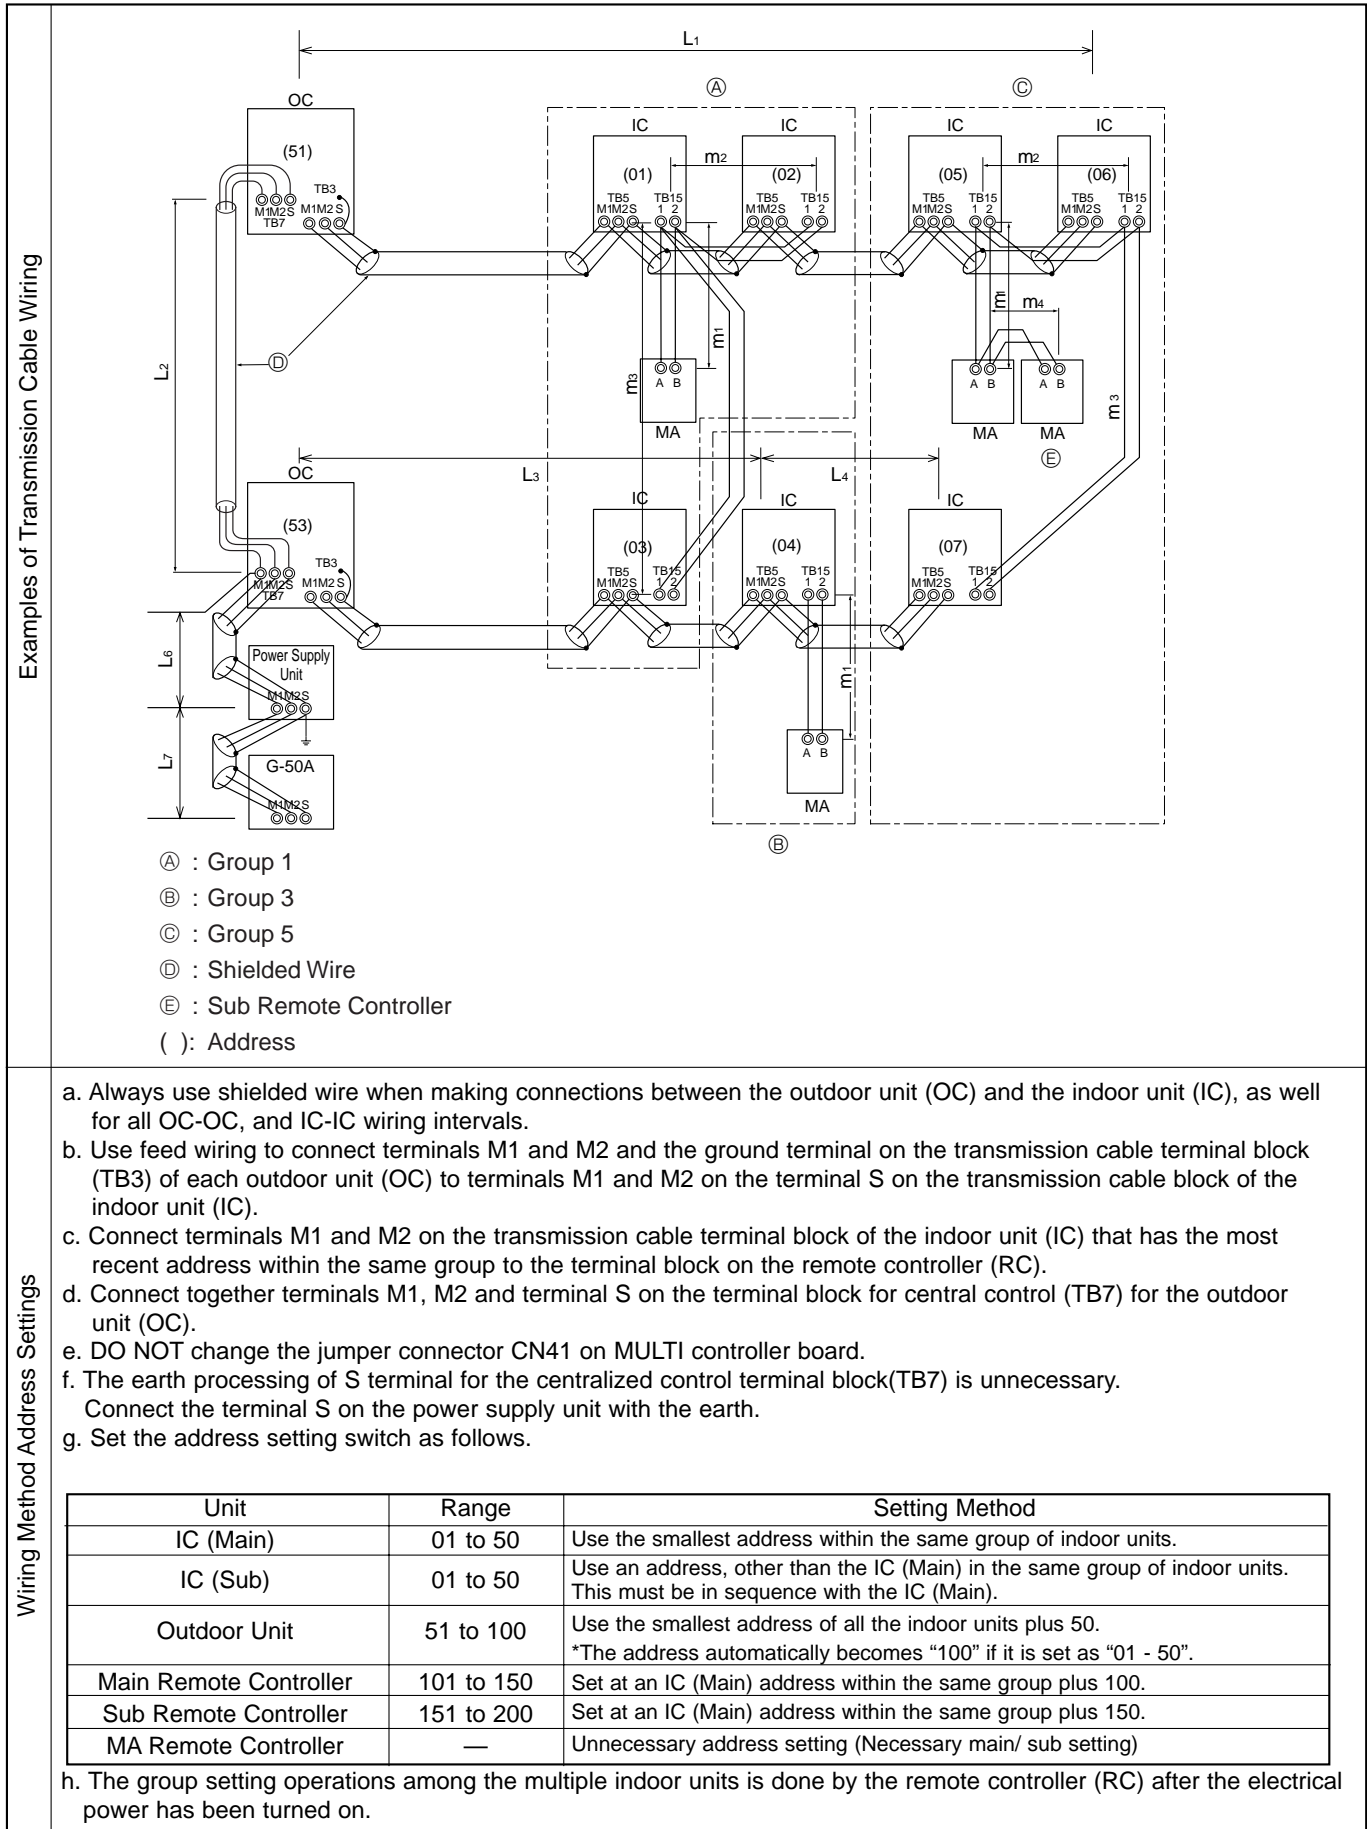 Examples of Transmission Cable Wiring
L1
Ⓐ Ⓒ
OC
(51)
TB3
M1M2S M1M2 S
TB7
IC IC IC IC
m2 m2
(01) (02) (05) (06)
TB5 TB15 TB5 TB15 TB5 TB15 TB5 TB15
M1M2S 1 2 M1M2S 1 2 M1M2S 1 2 M1M2S 1 2
L2
Ⓓ
m3
m1
m1
m4
m3
A B A B A B
MA MA MA
Ⓔ
L3 L4
OC
(53)
TB3
M1M2S M1M2 S
TB7
IC IC IC
(03) (04) (07)
TB5 TB15 TB5 TB15 TB5 TB15
M1M2S 1 2 M1M2S 1 2 M1M2S 1 2
L6
Power Supply
Unit
M1M2S
m1
L7
G-50A
M1M2S
A B
MA
Ⓑ
Ⓐ : Group 1
Ⓑ : Group 3
Ⓒ : Group 5
Ⓓ : Shielded Wire
Ⓔ : Sub Remote Controller
( ): Address
Wiring Method Address Settings
a. Always use shielded wire when making connections between the outdoor unit (OC) and the indoor unit (IC), as well
for all OC-OC, and IC-IC wiring intervals.
b. Use feed wiring to connect terminals M1 and M2 and the ground terminal on the transmission cable terminal block
(TB3) of each outdoor unit (OC) to terminals M1 and M2 on the terminal S on the transmission cable block of the
indoor unit (IC).
c. Connect terminals M1 and M2 on the transmission cable terminal block of the indoor unit (IC) that has the most
recent address within the same group to the terminal block on the remote controller (RC).
d. Connect together terminals M1, M2 and terminal S on the terminal block for central control (TB7) for the outdoor
unit (OC).
e. DO NOT change the jumper connector CN41 on MULTI controller board.
f. The earth processing of S terminal for the centralized control terminal block(TB7) is unnecessary.
Connect the terminal S on the power supply unit with the earth.
g. Set the address setting switch as follows.
Unit Range Setting Method
IC (Main) 01 to 50 Use the smallest address within the same group of indoor units.
IC (Sub) 01 to 50 Use an address, other than the IC (Main) in the same group of indoor units.
This must be in sequence with the IC (Main).
Outdoor Unit 51 to 100 Use the smallest address of all the indoor units plus 50.
*The address automatically becomes “100” if it is set as “01 - 50”.
Main Remote Controller 101 to 150 Set at an IC (Main) address within the same group plus 100.
Sub Remote Controller 151 to 200 Set at an IC (Main) address within the same group plus 150.
MA Remote Controller — Unnecessary address setting (Necessary main/ sub setting)
h. The group setting operations among the multiple indoor units is done by the remote controller (RC) after the electrical
power has been turned on.